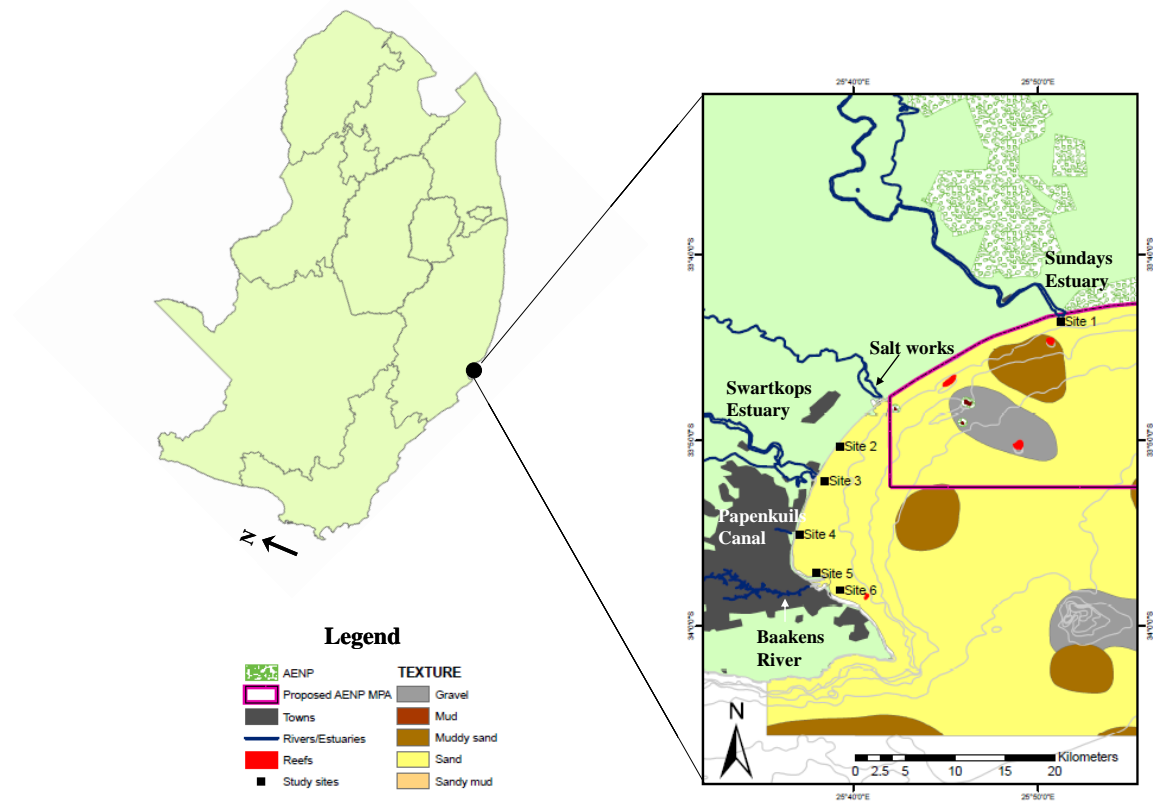 25°40'0"E
25°50'0"E
33°40'0"S
33°40'0"S
Sundays
Estuary
Site 1
Salt works
Swartkops
Estuary
33°50'0"S
33°50'0"S
Site 2
Site 3
Papenkuils
Canal
Site 4
Site 5
Site 6
34°0'0"S
34°0'0"S
Baakens
River
N
N
Kilometers
0 2.5 5 10 15 20
25°40'0"E
25°50'0"E
Legend
AENP
Proposed AENP MPA
Towns
Rivers/Estuaries
Reefs
Study sites
TEXTURE
Gravel
Mud
Muddy sand
Sand
Sandy mud